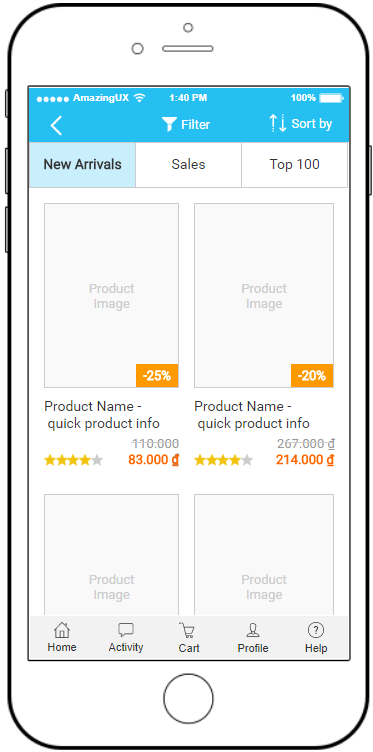 AmazingUX 1:40 PM 100%
Filter Sort by
New Arrivals Sales Top 100
Product Image Product Image
-25% -20%
Product Name - quick product info
110.000
83.000 ₫
Product Name - quick product info
267.000 ₫
214.000 ₫
Product Image Product Image
Home Activity Cart Profile Help